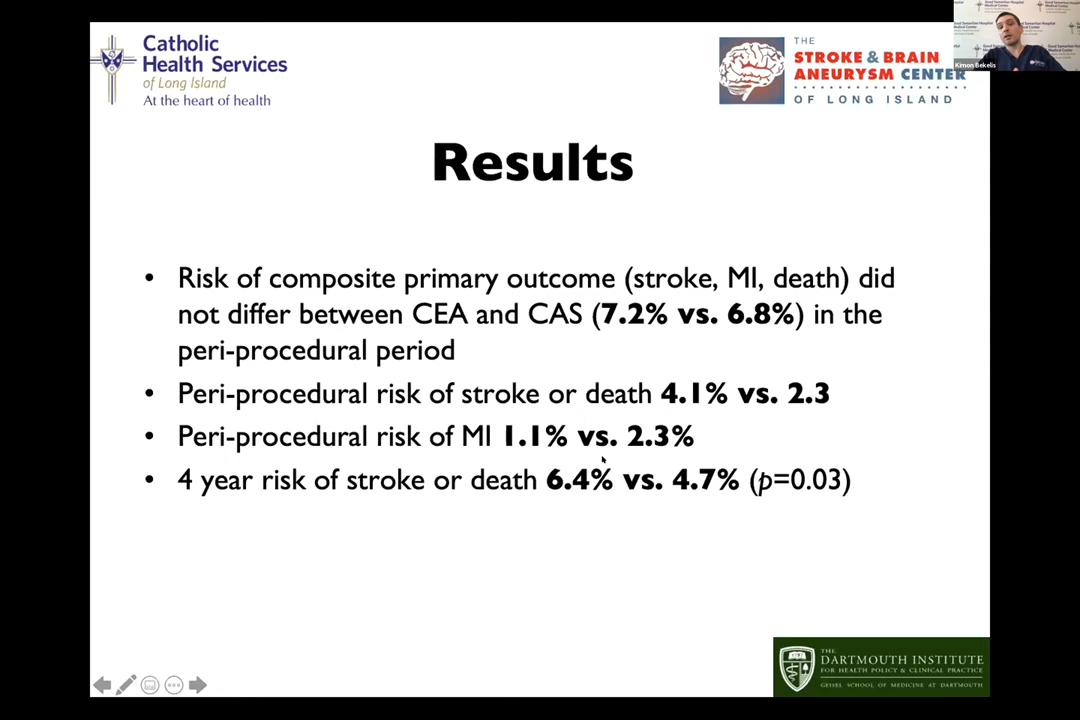 Catholic
Health Services
of Long Island
At the heart of health
THE
STROKE & BRAIN
ANEURYSM CENTER
OF LONG ISLAND
Kimon Bekelis
Results
• Risk of composite primary outcome (stroke, MI, death) did
not differ between CEA and CAS (7.2% vs. 6.8%) in the
peri-procedural period
• Peri-procedural risk of stroke or death 4.1% vs. 2.3
• Peri-procedural risk of MI 1.1% vs. 2.3%
• 4 year risk of stroke or death 6.4% vs. 4.7% (p=0.03)
THE
DARTMOUTH INSTITUTE
FOR HEALTH POLICY & CLINICAL PRACTICE
GEISEL SCHOOL OF MEDICINE AT DARTMOUTH